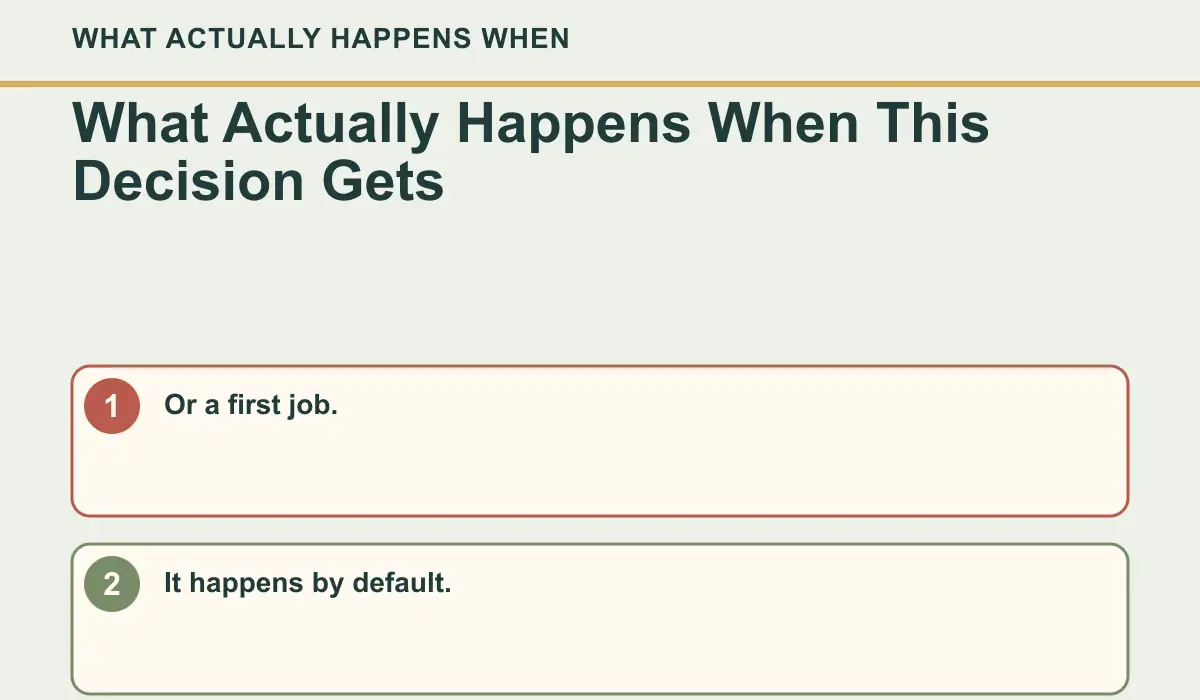 WHAT ACTUALLY HAPPENS WHEN
What Actually Happens When This
Decision Gets
1 Or a first job.
2 It happens by default.